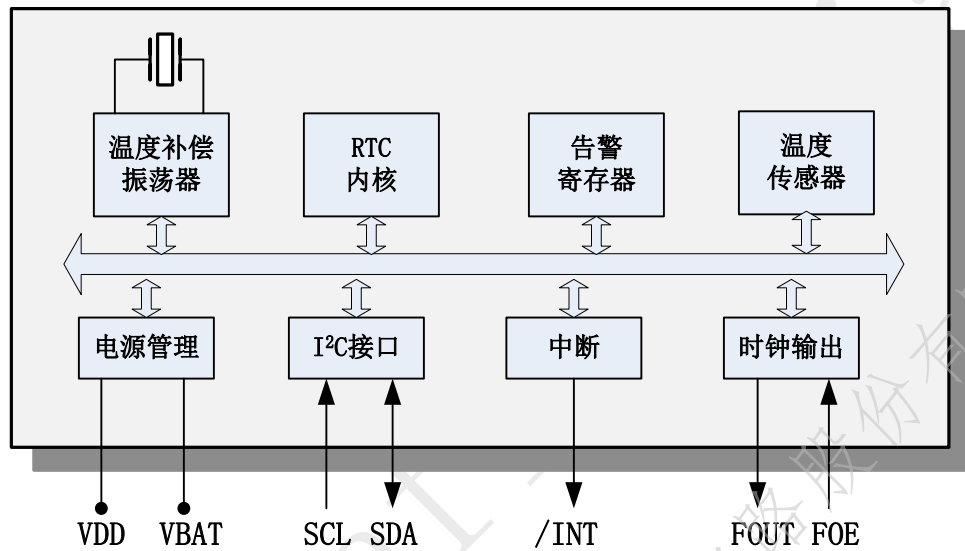 温度补偿
振荡器
RTC
内核
告警
寄存器
温度
传感器
电源管理
I²C接口
中断
时钟输出
VDD
VBAT
SCL
SDA
/INT
FOUT
FOE